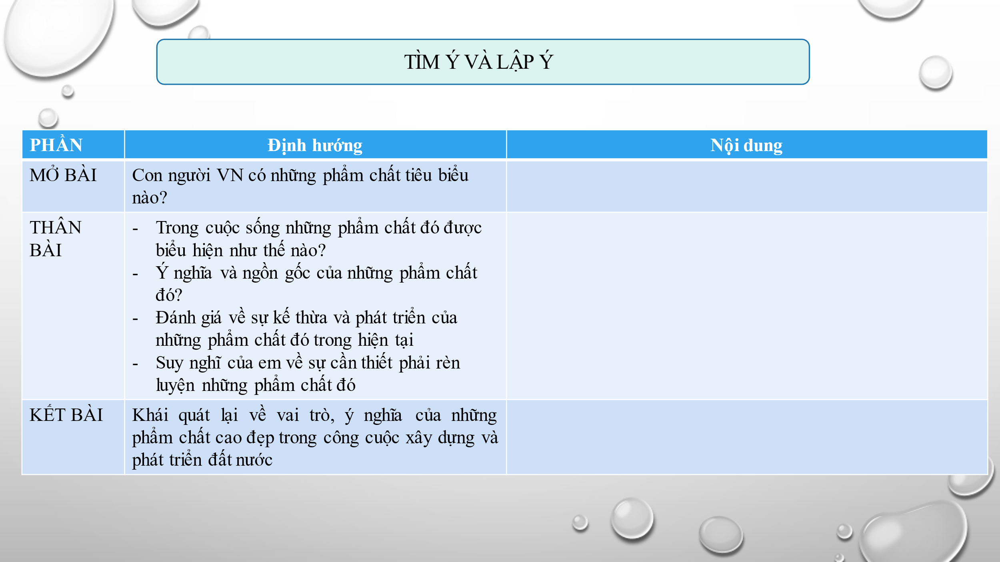 TÌM Ý VÀ LẬP Ý
PHẦN
Định hướng
Nội dung
MỞ BÀI
Con người VN có những phẩm chất tiêu biểu
nào?
THÂN
BÀI
- Trong cuộc sống những phẩm chất đó được
biểu hiện như thế nào?
- Ý nghĩa và ngồn gốc của những phẩm chất
đó?
- Đánh giá về sự kế thừa và phát triển của
những phẩm chất đó trong hiện tại
- Suy nghĩ của em về sự cần thiết phải rèn
luyện những phẩm chất đó
KẾT BÀI
Khái quát lại về vai trò, ý nghĩa của những
phẩm chất cao đẹp trong công cuộc xây dựng và
phát triển đất nước